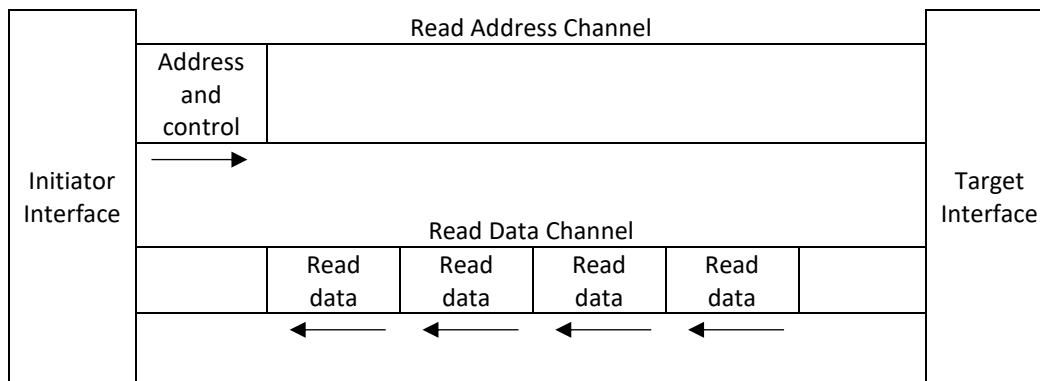 Read Address Channel
Address
and
control
Initiator
Interface
Target
Interface
Read Data Channel
Read
data
Read
data
Read
data
Read
data